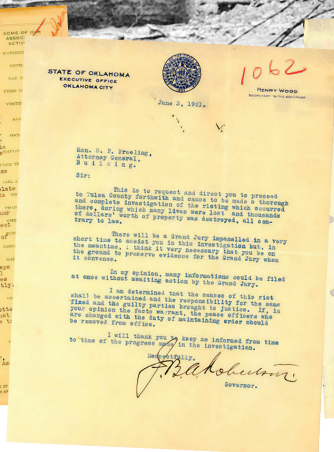 STATE OF OKLAHOMA
EXECUTIVE OFFICE
OKLAHOMA CITY
1062
HENRY WOOD
SECRETARY TO THE GOVERNOR
June 3, 1921.
Hon. S. P. Freeling,
Attorney General,
Building.
Sir:
This is to request and direct you to proceed
to Tulsa County forthwith and cause to be made a thorough
and complete investigation of the rioting which occurred
there, during which many lives were lost and thousands
of dollars' worth of property was destroyed, all con-
trary to law.
There will be a Grand Jury impanelled in a very
short time to assist you in this investigation but, in
the meantime, i think it very necessary that you be on
the ground to preserve evidence for the Grand Jury when
it convenes.
In my opinion, many informations could be filed
at once without awaiting action by the Grand Jury.
I am determined that the causes of this riot
shall be ascertained and the responsibility for the same
fixed and the guilty parties brought to justice. If, in
your opinion the facts warrant, the peace officers who
are charged with the duty of maintaining order should
be removed from office.
I will thank you to keep me informed from time
to time of the progress made in the investigation.
Respectfully,
J.B.A. Robertson
Governor.